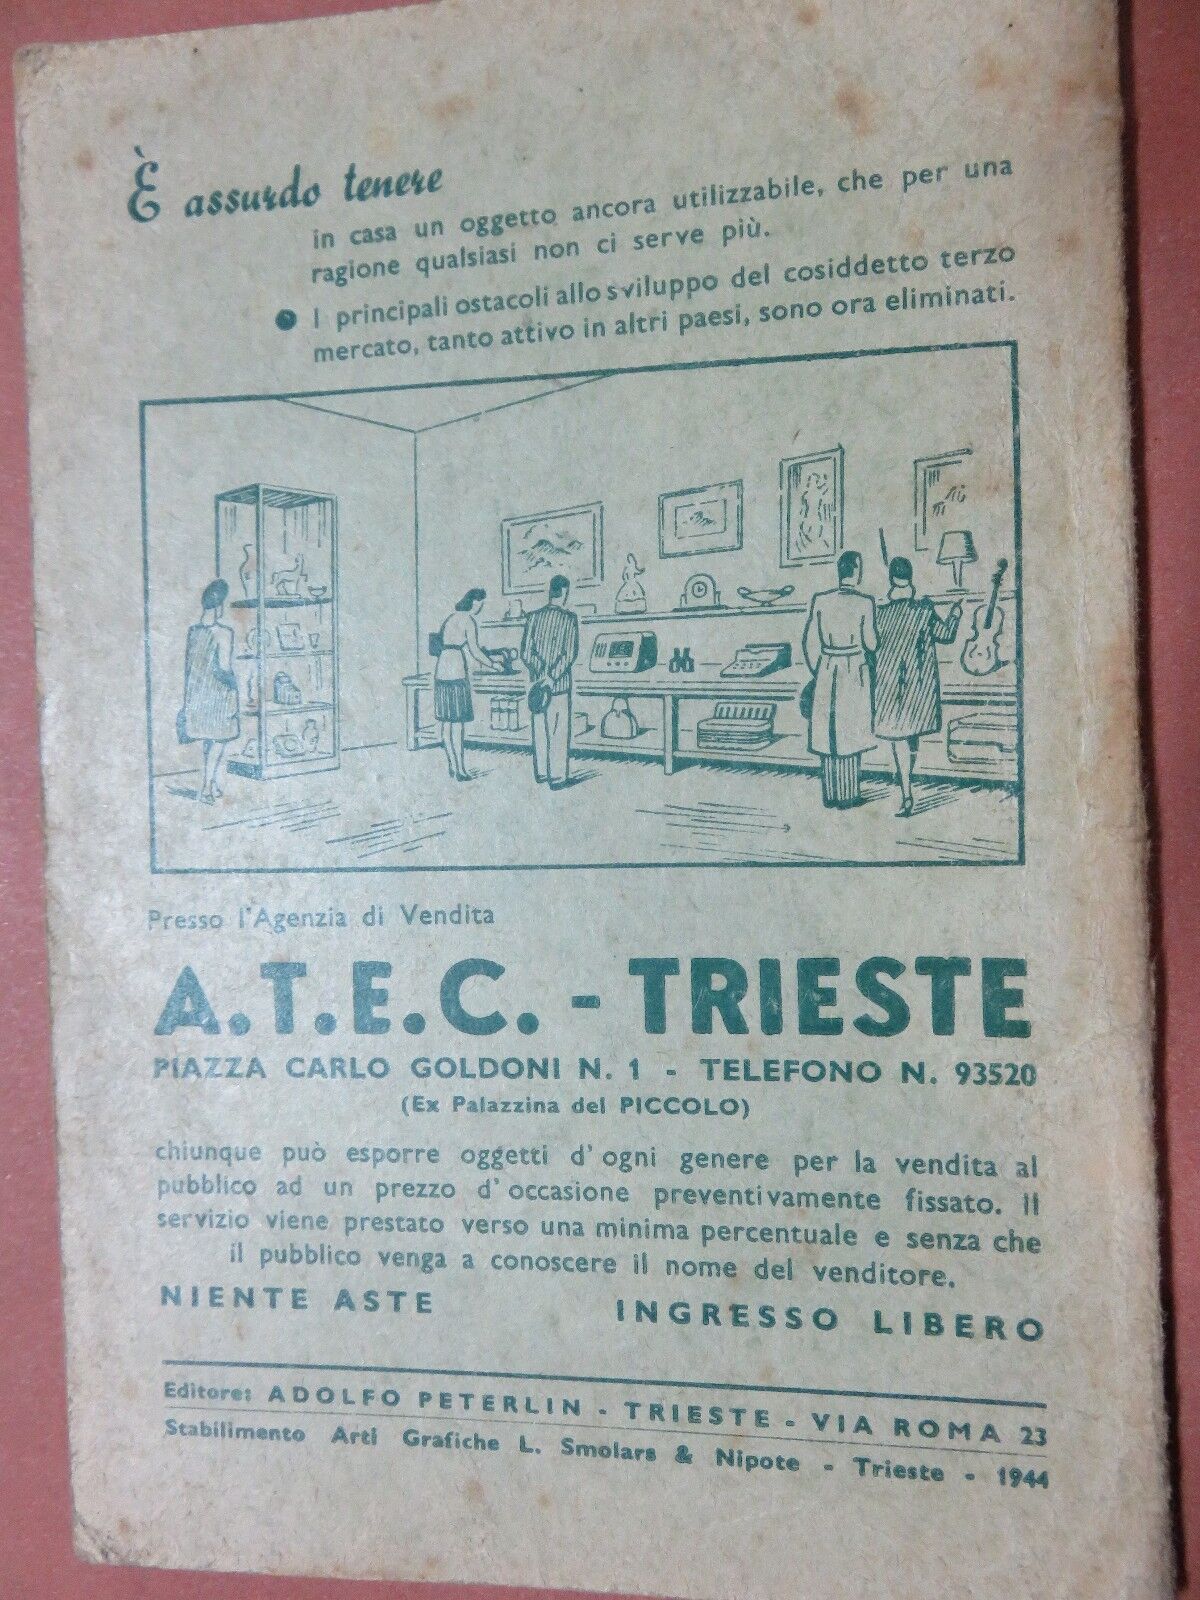 È assurdo tenere
in casa un oggetto ancora utilizzabile, che per una
ragione qualsiasi non ci serve più.
● I principali ostacoli allo sviluppo del cosiddetto terzo
mercato, tanto attivo in altri paesi, sono ora eliminati.
Presso l'Agenzia di Vendita
A.T.E.C. - TRIESTE
PIAZZA CARLO GOLDONI N. 1 - TELEFONO N. 93520
(Ex Palazzina del PICCOLO)
chiunque può esporre oggetti d'ogni genere per la vendita al
pubblico ad un prezzo d'occasione preventivamente fissato. Il
servizio viene prestato verso una minima percentuale e senza che
il pubblico venga a conoscere il nome del venditore.
NIENTE ASTE INGRESSO LIBERO
Editore: ADOLFO PETERLIN - TRIESTE - VIA ROMA 23
Stabilimento Arti Grafiche L. Smolars & Nipote - Trieste - 1944